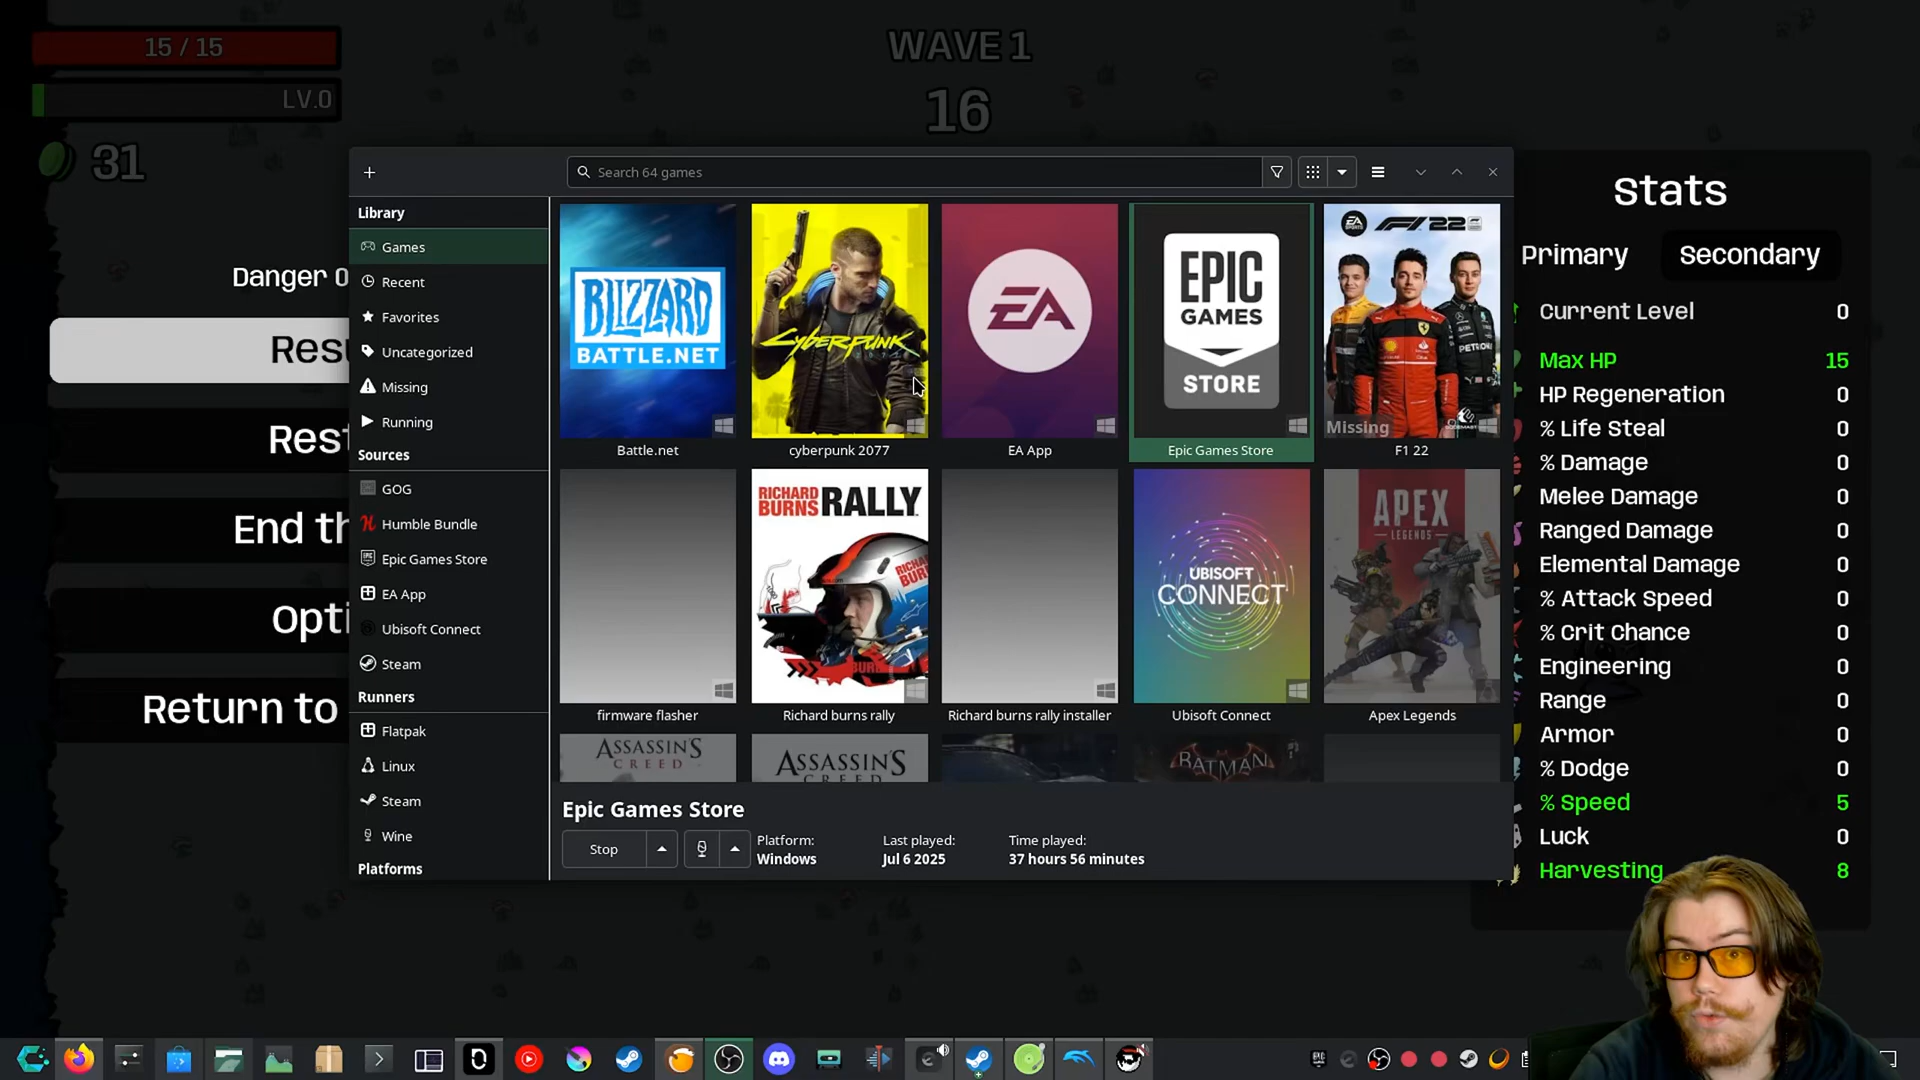 15 / 15
LV.0
31
WAVE 1
16
Danger 0
Resu
Rest
End th
Opti
Return to
Search 64 games
Library
Games
Recent
Favorites
Uncategorized
Missing
Running
Sources
GOG
Humble Bundle
Epic Games Store
EA App
Ubisoft Connect
Steam
Runners
Flatpak
Linux
Steam
Wine
Platforms
BLIZZARD
BATTLE.NET
Battle.net
CYBERPUNK
cyberpunk 2077
EA
EA App
EPIC
GAMES
STORE
Epic Games Store
EA SPORTS
F1 22
PETRONAS
Missing
F1 22
firmware flasher
RICHARD
BURNS RALLY
Richard burns rally
Richard burns rally installer
UBISOFT
CONNECT
Ubisoft Connect
APEX
LEGENDS
Apex Legends
ASSASSIN'S
CREED
ASSASSIN'S
CREED
BATMAN
Epic Games Store
Stop
Platform:
Windows
Last played:
Jul 6 2025
Time played:
37 hours 56 minutes
Stats
Primary
Secondary
Current Level 0
Max HP 15
HP Regeneration 0
% Life Steal 0
% Damage 0
Melee Damage 0
Ranged Damage 0
Elemental Damage 0
% Attack Speed 0
% Crit Chance 0
Engineering 0
Range 0
Armor 0
% Dodge 0
% Speed 5
Luck 0
Harvesting 8